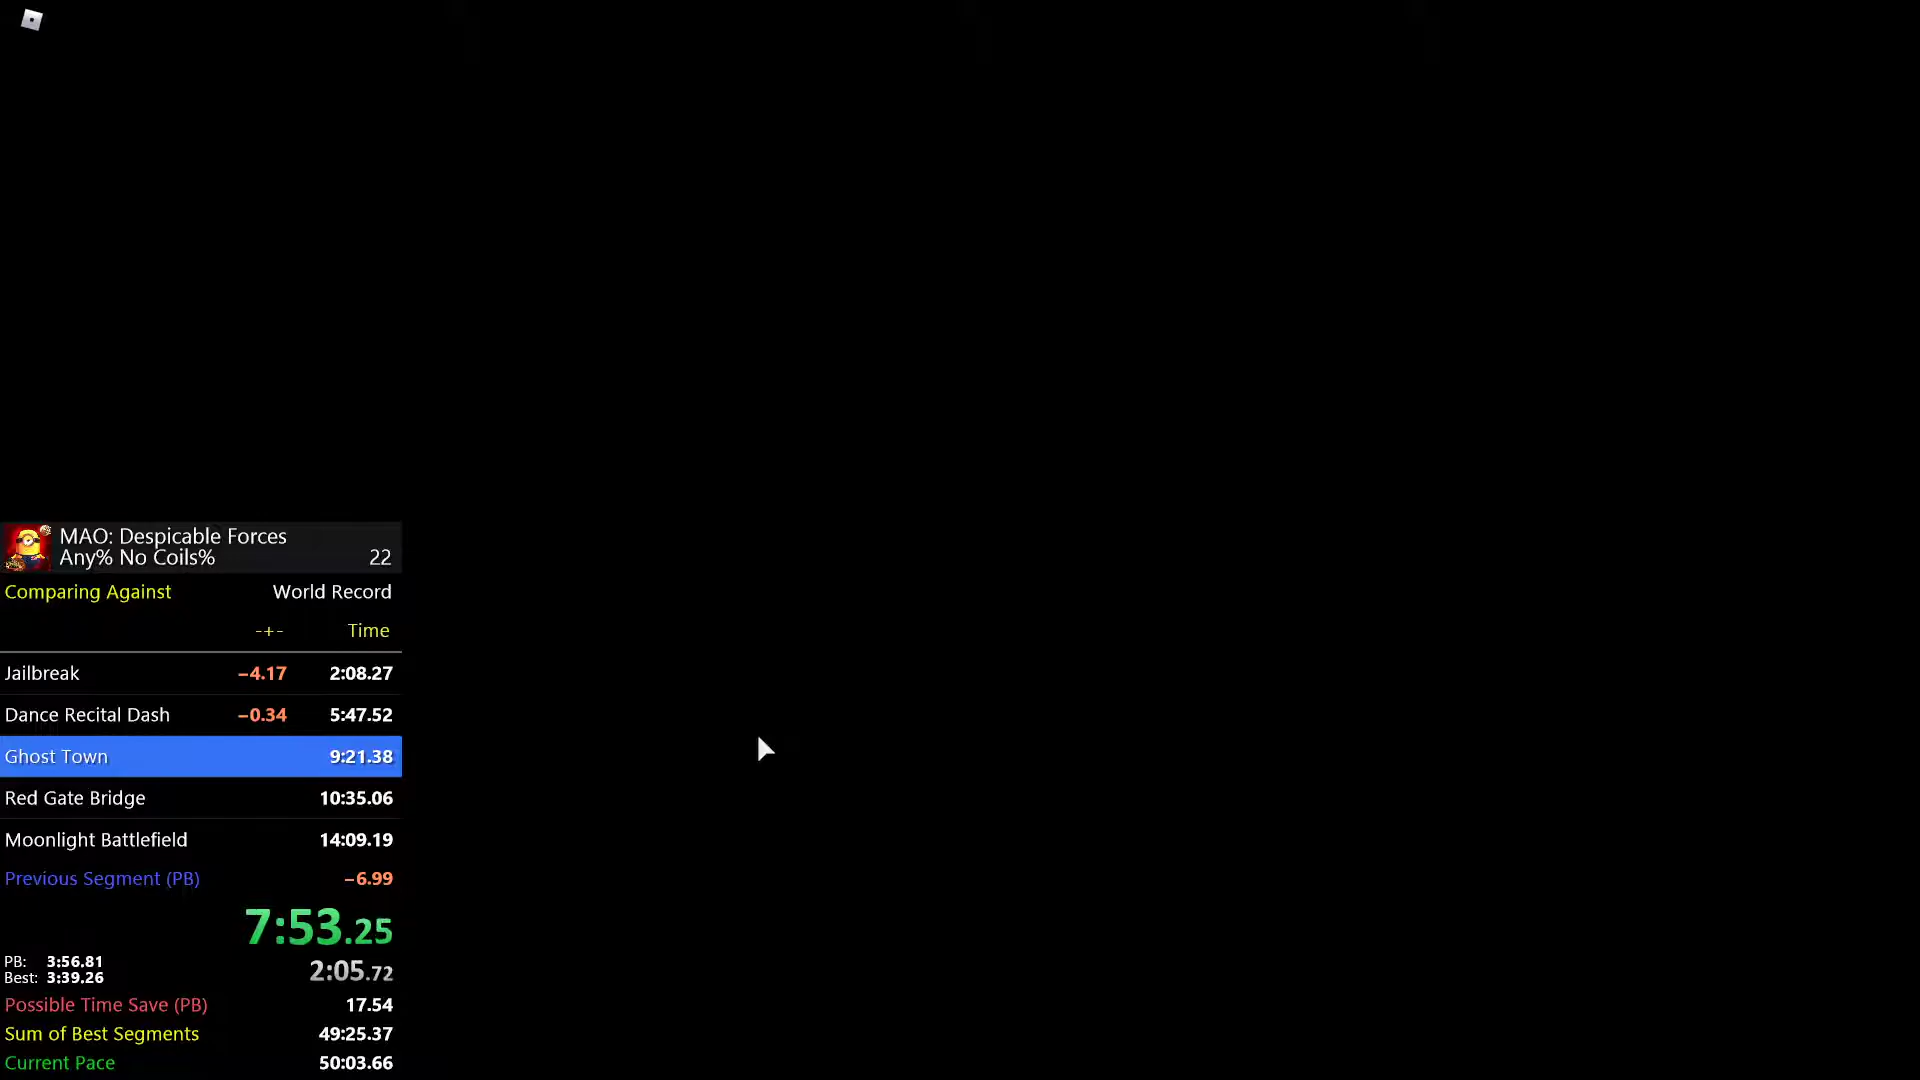 MAO: Despicable Forces
Any% No Coils% 22
Comparing Against World Record
-+- Time
Jailbreak −4.17 2:08.27
Dance Recital Dash −0.34 5:47.52
Ghost Town 9:21.38
Red Gate Bridge 10:35.06
Moonlight Battlefield 14:09.19
Previous Segment (PB) −6.99
7:53.25
PB: 3:56.81
Best: 3:39.26
2:05.72
Possible Time Save (PB) 17.54
Sum of Best Segments 49:25.37
Current Pace 50:03.66